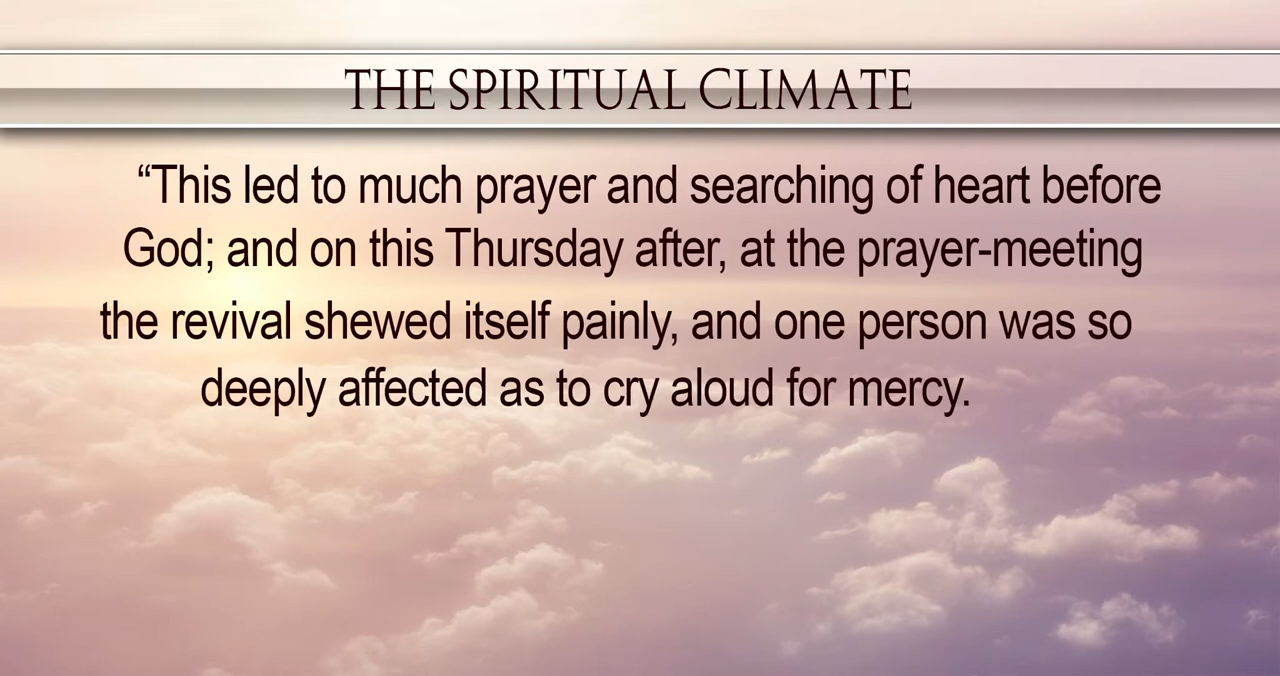 THE SPIRITUAL CLIMATE
“This led to much prayer and searching of heart before
God; and on this Thursday after, at the prayer-meeting
the revival shewed itself painly, and one person was so
deeply affected as to cry aloud for mercy.